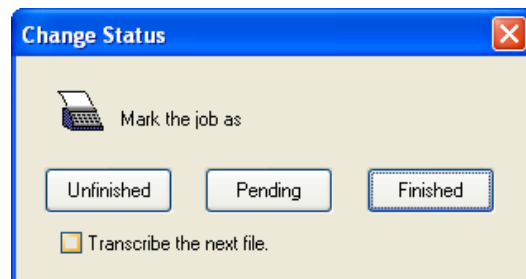 Change Status
Mark the job as
Unfinished Pending Finished
Transcribe the next file.